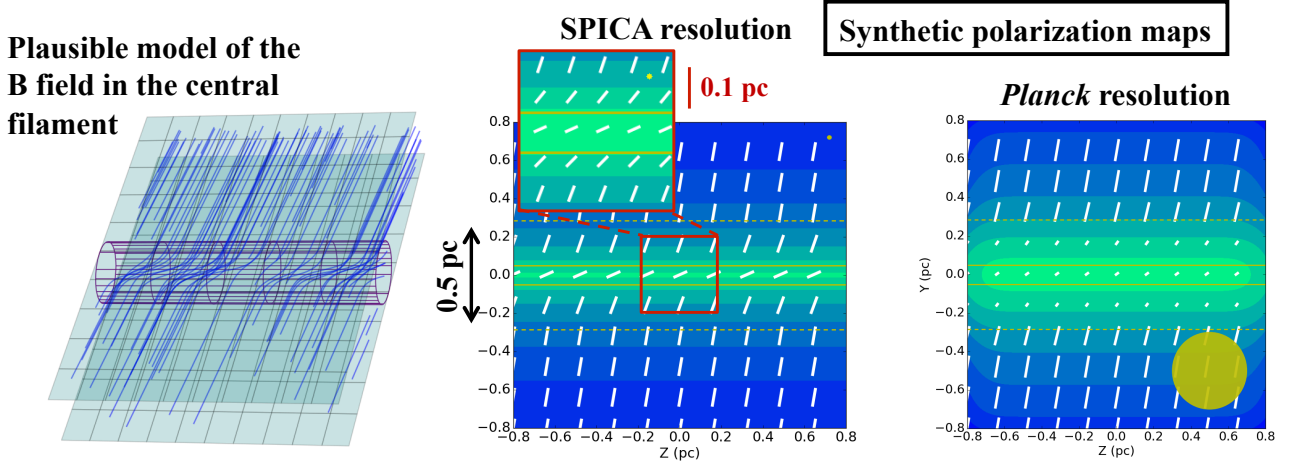 Plausible model of the
B field in the central
filament
SPICA resolution
Synthetic polarization maps
0.1 pc
Planck resolution
0.5 pc
0.8
0.6
0.4
0.2
0.0
−0.2
−0.4
−0.6
−0.8
−0.8 −0.6 −0.4 −0.2 0.0 0.2 0.4 0.6 0.8
Z (pc)
Y (pc)
0.8
0.6
0.4
0.2
0.0
−0.2
−0.4
−0.6
−0.8
−0.8 −0.6 −0.4 −0.2 0.0 0.2 0.4 0.6 0.8
Z (pc)